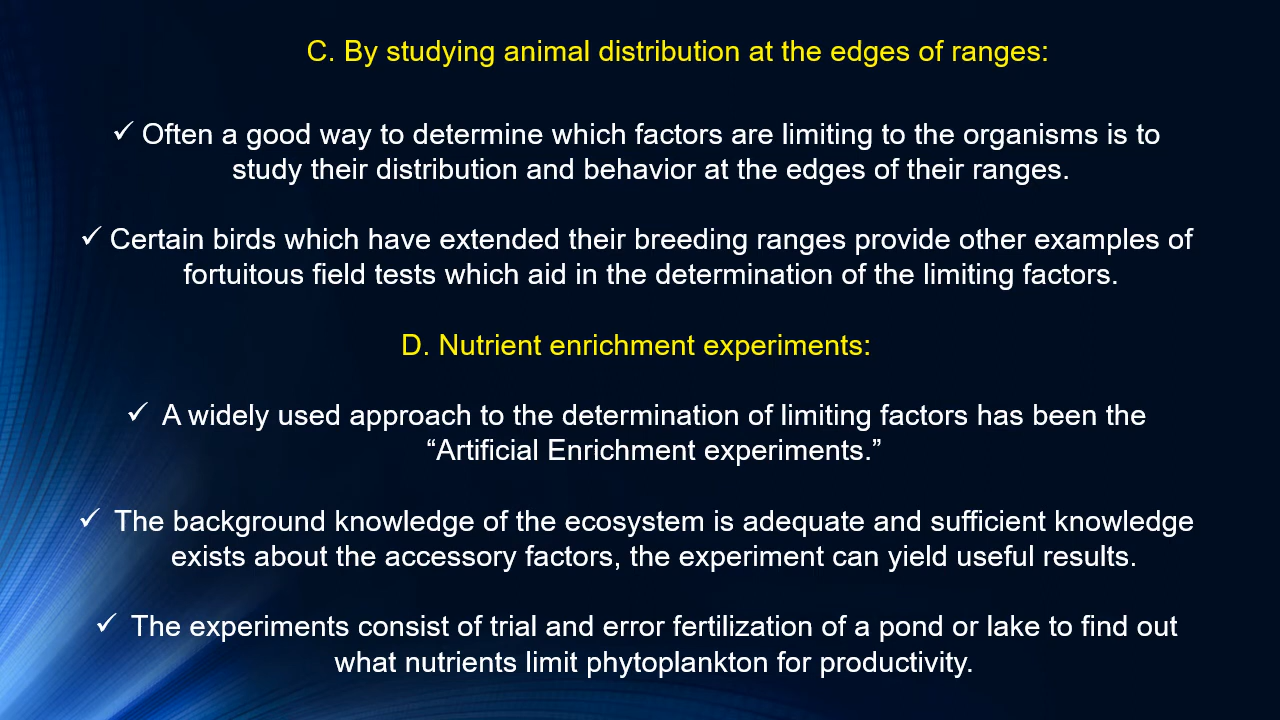 C. By studying animal distribution at the edges of ranges:
✓ Often a good way to determine which factors are limiting to the organisms is to
study their distribution and behavior at the edges of their ranges.
✓ Certain birds which have extended their breeding ranges provide other examples of
fortuitous field tests which aid in the determination of the limiting factors.
D. Nutrient enrichment experiments:
✓ A widely used approach to the determination of limiting factors has been the
“Artificial Enrichment experiments.”
✓ The background knowledge of the ecosystem is adequate and sufficient knowledge
exists about the accessory factors, the experiment can yield useful results.
✓ The experiments consist of trial and error fertilization of a pond or lake to find out
what nutrients limit phytoplankton for productivity.